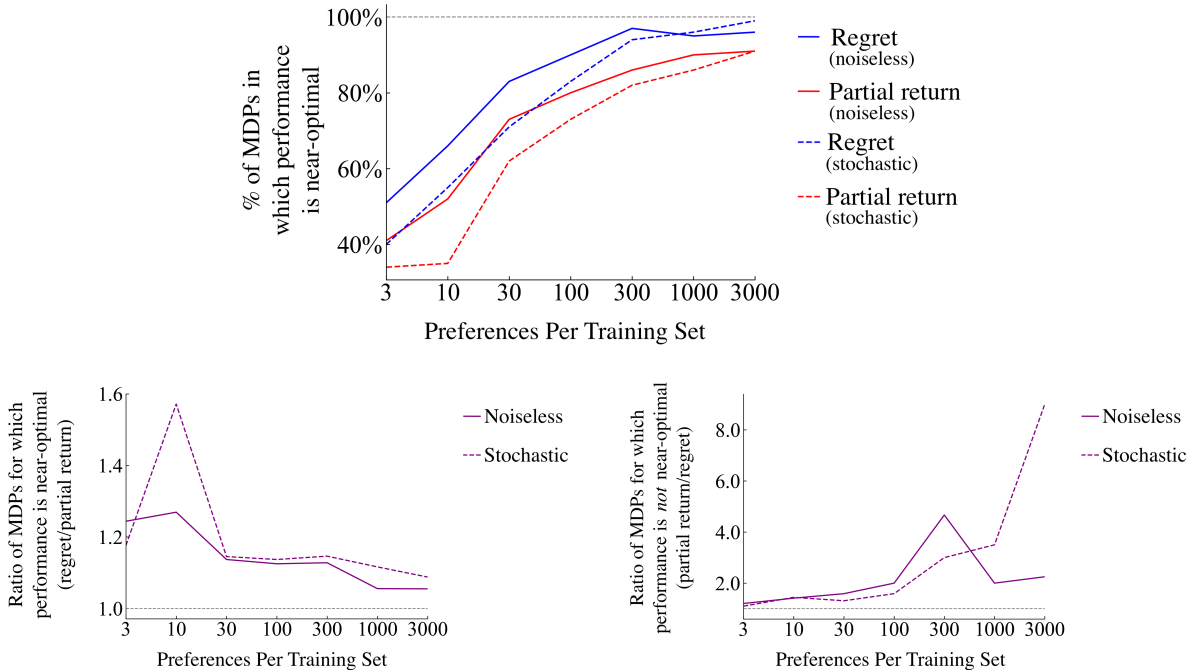 % of MDPs in
which performance
is near-optimal
100%
80%
60%
40%
3 10 30 100 300 1000 3000
Preferences Per Training Set
Regret
(noiseless)
Partial return
(noiseless)
Regret
(stochastic)
Partial return
(stochastic)
Ratio of MDPs for which
performance is near-optimal
(regret/partial return)
1.6
1.4
1.2
1.0
3 10 30 100 300 1000 3000
Preferences Per Training Set
Noiseless
Stochastic
Ratio of MDPs for which
performance is not near-optimal
(partial return/regret)
8.0
6.0
4.0
2.0
3 10 30 100 300 1000 3000
Preferences Per Training Set
Noiseless
Stochastic